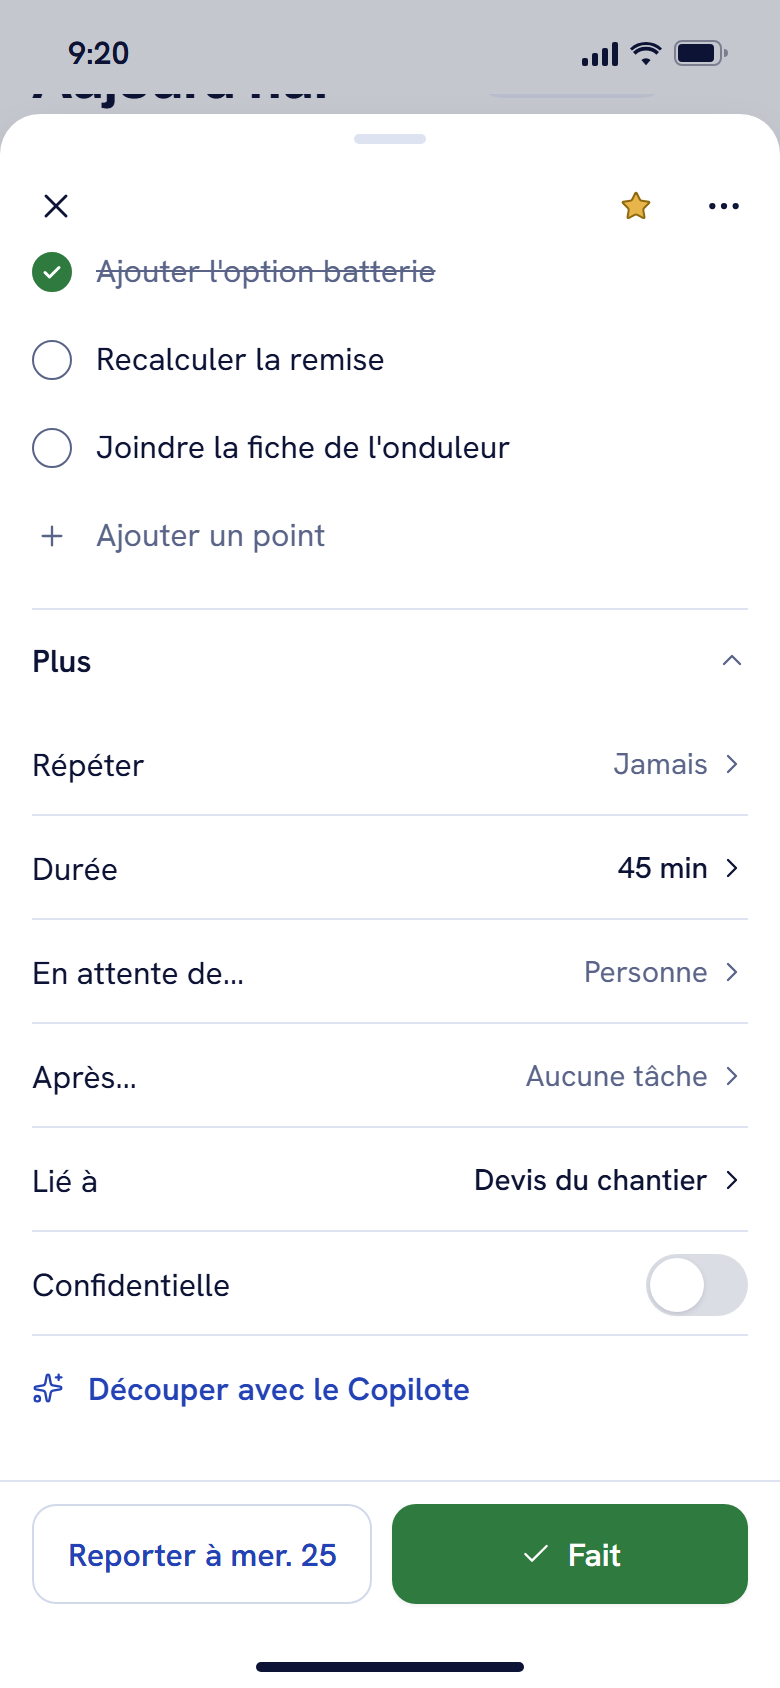 9:20
Ajouter l'option batterie
Recalculer la remise
Joindre la fiche de l'onduleur
Ajouter un point
Plus
Répéter Jamais
Durée 45 min
En attente de... Personne
Après... Aucune tâche
Lié à Devis du chantier
Confidentielle
Découper avec le Copilote
Reporter à mer. 25 Fait